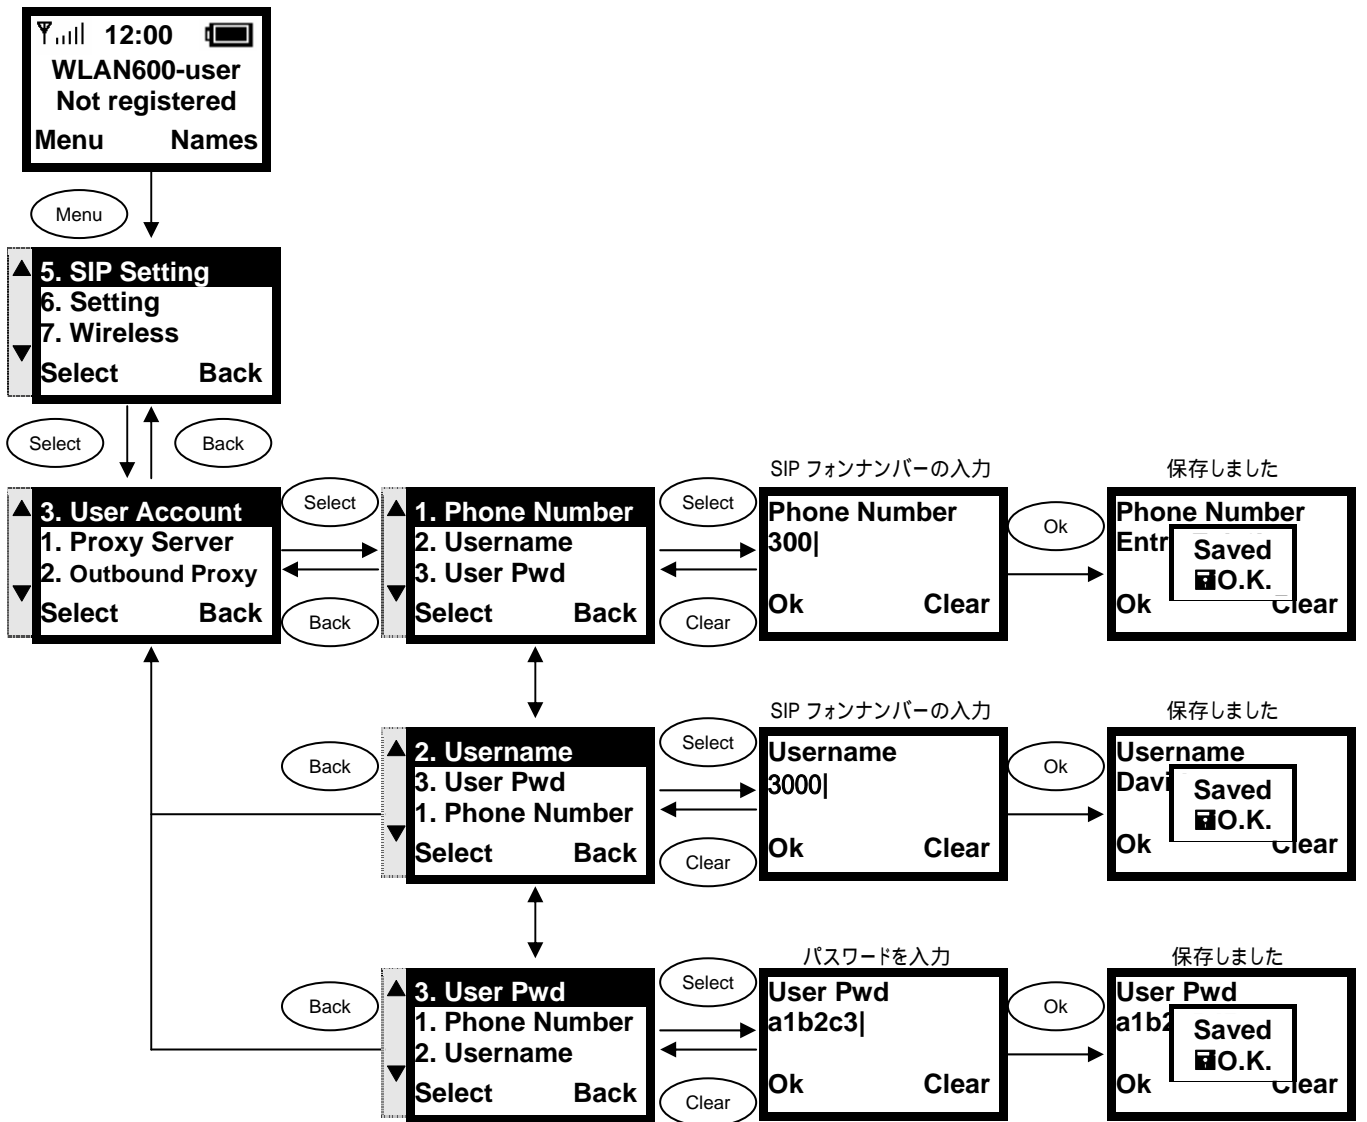 12:00
WLAN600-user
Not registered
Menu Names
Menu
5. SIP Setting
6. Setting
7. Wireless
Select Back
Select
Back
3. User Account
1. Proxy Server
2. Outbound Proxy
Select Back
Select
Back
1. Phone Number
2. Username
3. User Pwd
Select Back
Select
Clear
SIP フォンナンバーの入力
Phone Number
300|
Ok Clear
Ok
保存しました
Phone Number
Entr
Saved
O.K.
Ok Clear
Back
2. Username
3. User Pwd
1. Phone Number
Select Back
Select
Clear
SIP フォンナンバーの入力
Username
3000|
Ok Clear
Ok
保存しました
Username
Davi
Saved
O.K.
Ok Clear
Back
3. User Pwd
1. Phone Number
2. Username
Select Back
Select
Clear
パスワードを入力
User Pwd
a1b2c3|
Ok Clear
Ok
保存しました
User Pwd
a1b2
Saved
O.K.
Ok Clear